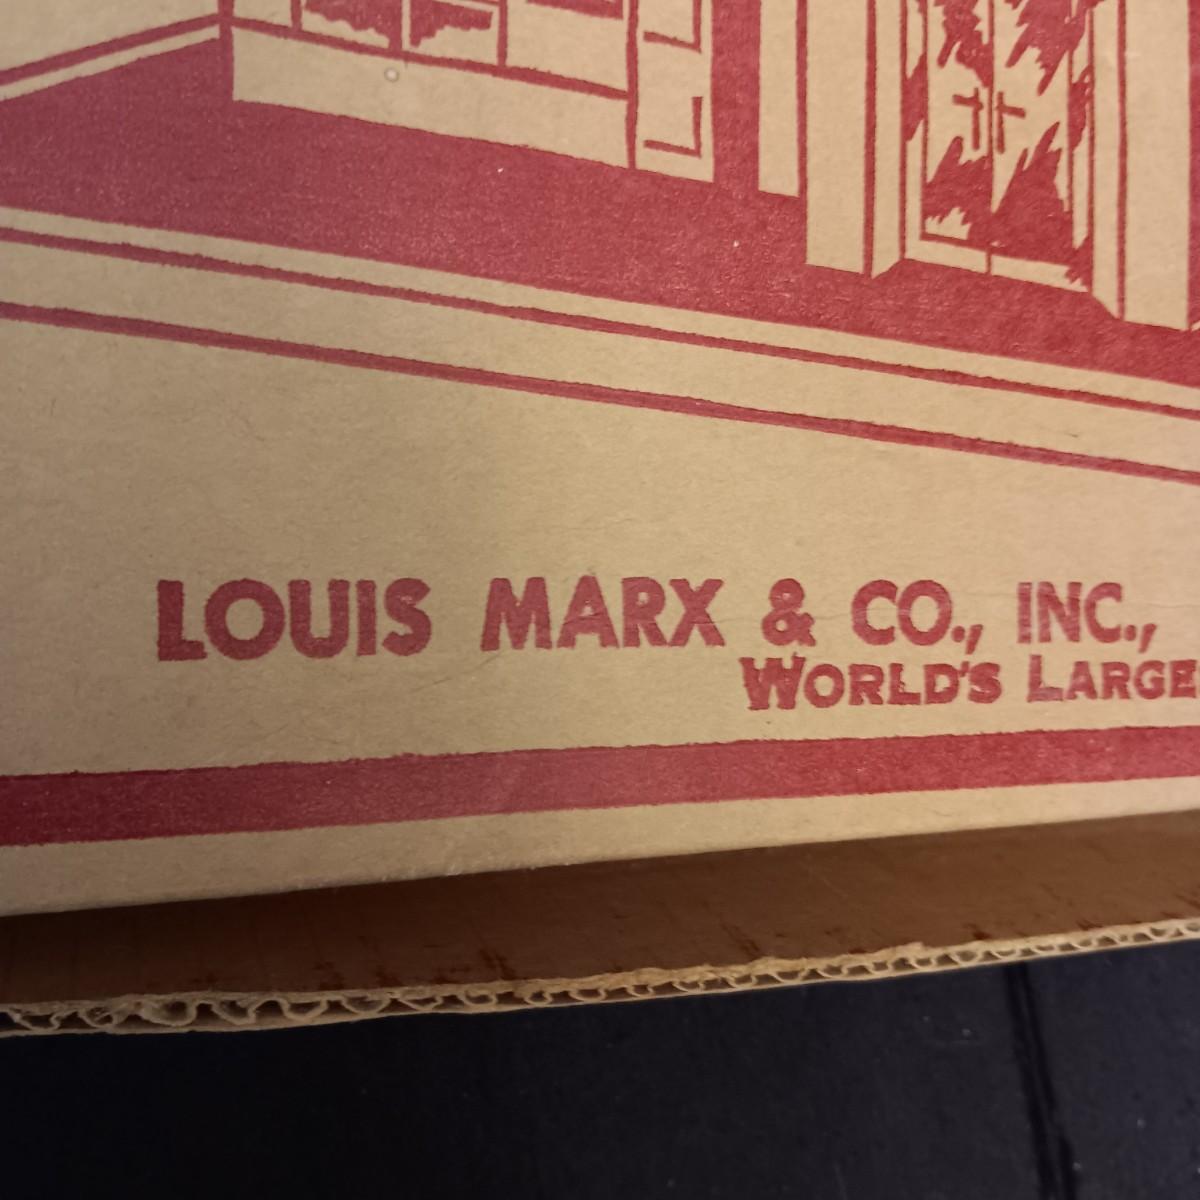 LOUIS MARX & CO., INC.,
WORLD'S LARGE